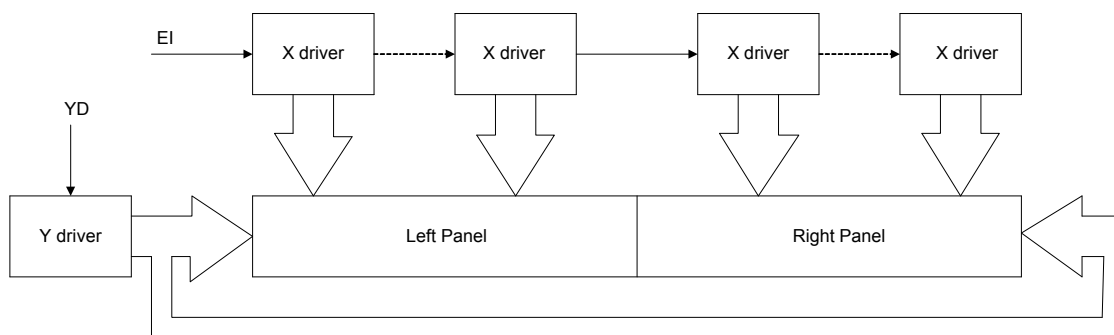 EI
X driver
X driver
X driver
X driver
YD
Y driver
Left Panel
Right Panel